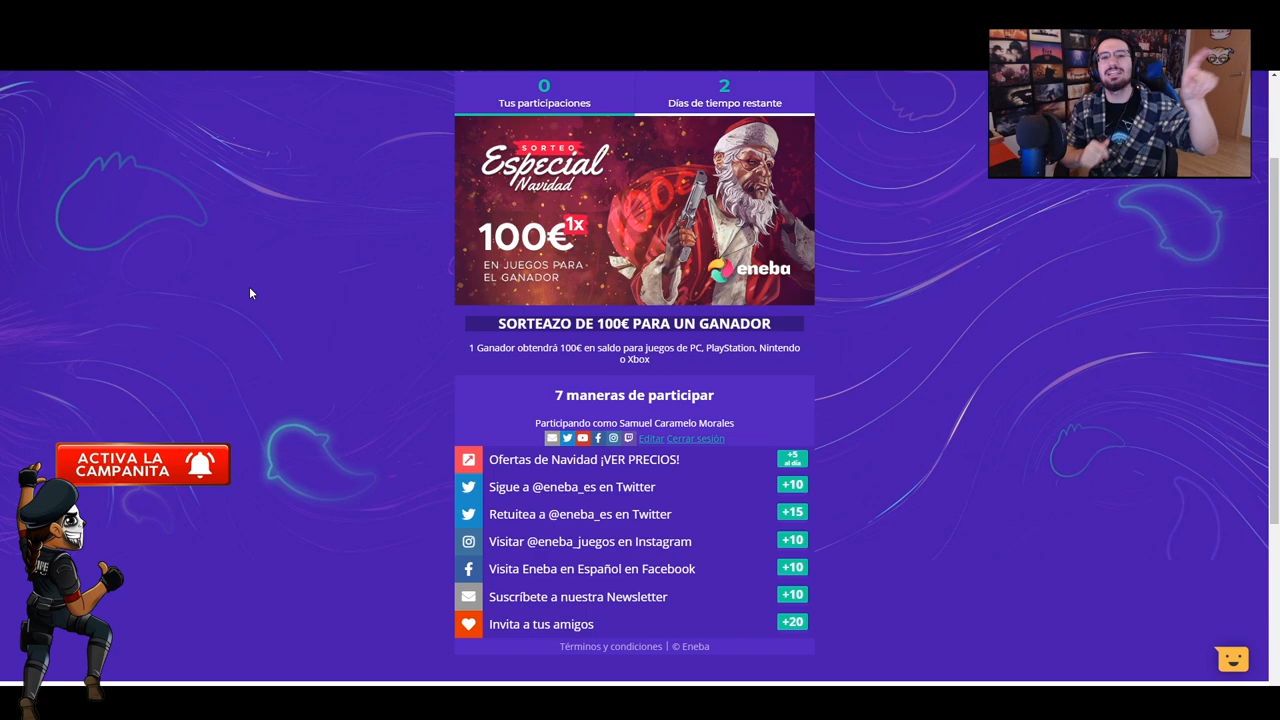 0
Tus participaciones
2
Días de tiempo restante
SORTEO
Especial
Navidad
100€
1x
EN JUEGOS PARA
EL GANADOR
100€
eneba
SORTEAZO DE 100€ PARA UN GANADOR
1 Ganador obtendrá 100€ en saldo para juegos de PC, PlayStation, Nintendo
o Xbox
7 maneras de participar
Participando como Samuel Caramelo Morales
Editar Cerrar sesión
Ofertas de Navidad ¡VER PRECIOS!
+5
al día
Sigue a @eneba_es en Twitter
+10
Retuitea a @eneba_es en Twitter
+15
Visitar @eneba_juegos en Instagram
+10
Visita Eneba en Español en Facebook
+10
Suscríbete a nuestra Newsletter
+10
Invita a tus amigos
+20
Términos y condiciones | © Eneba
ACTIVA LA
CAMPANITA